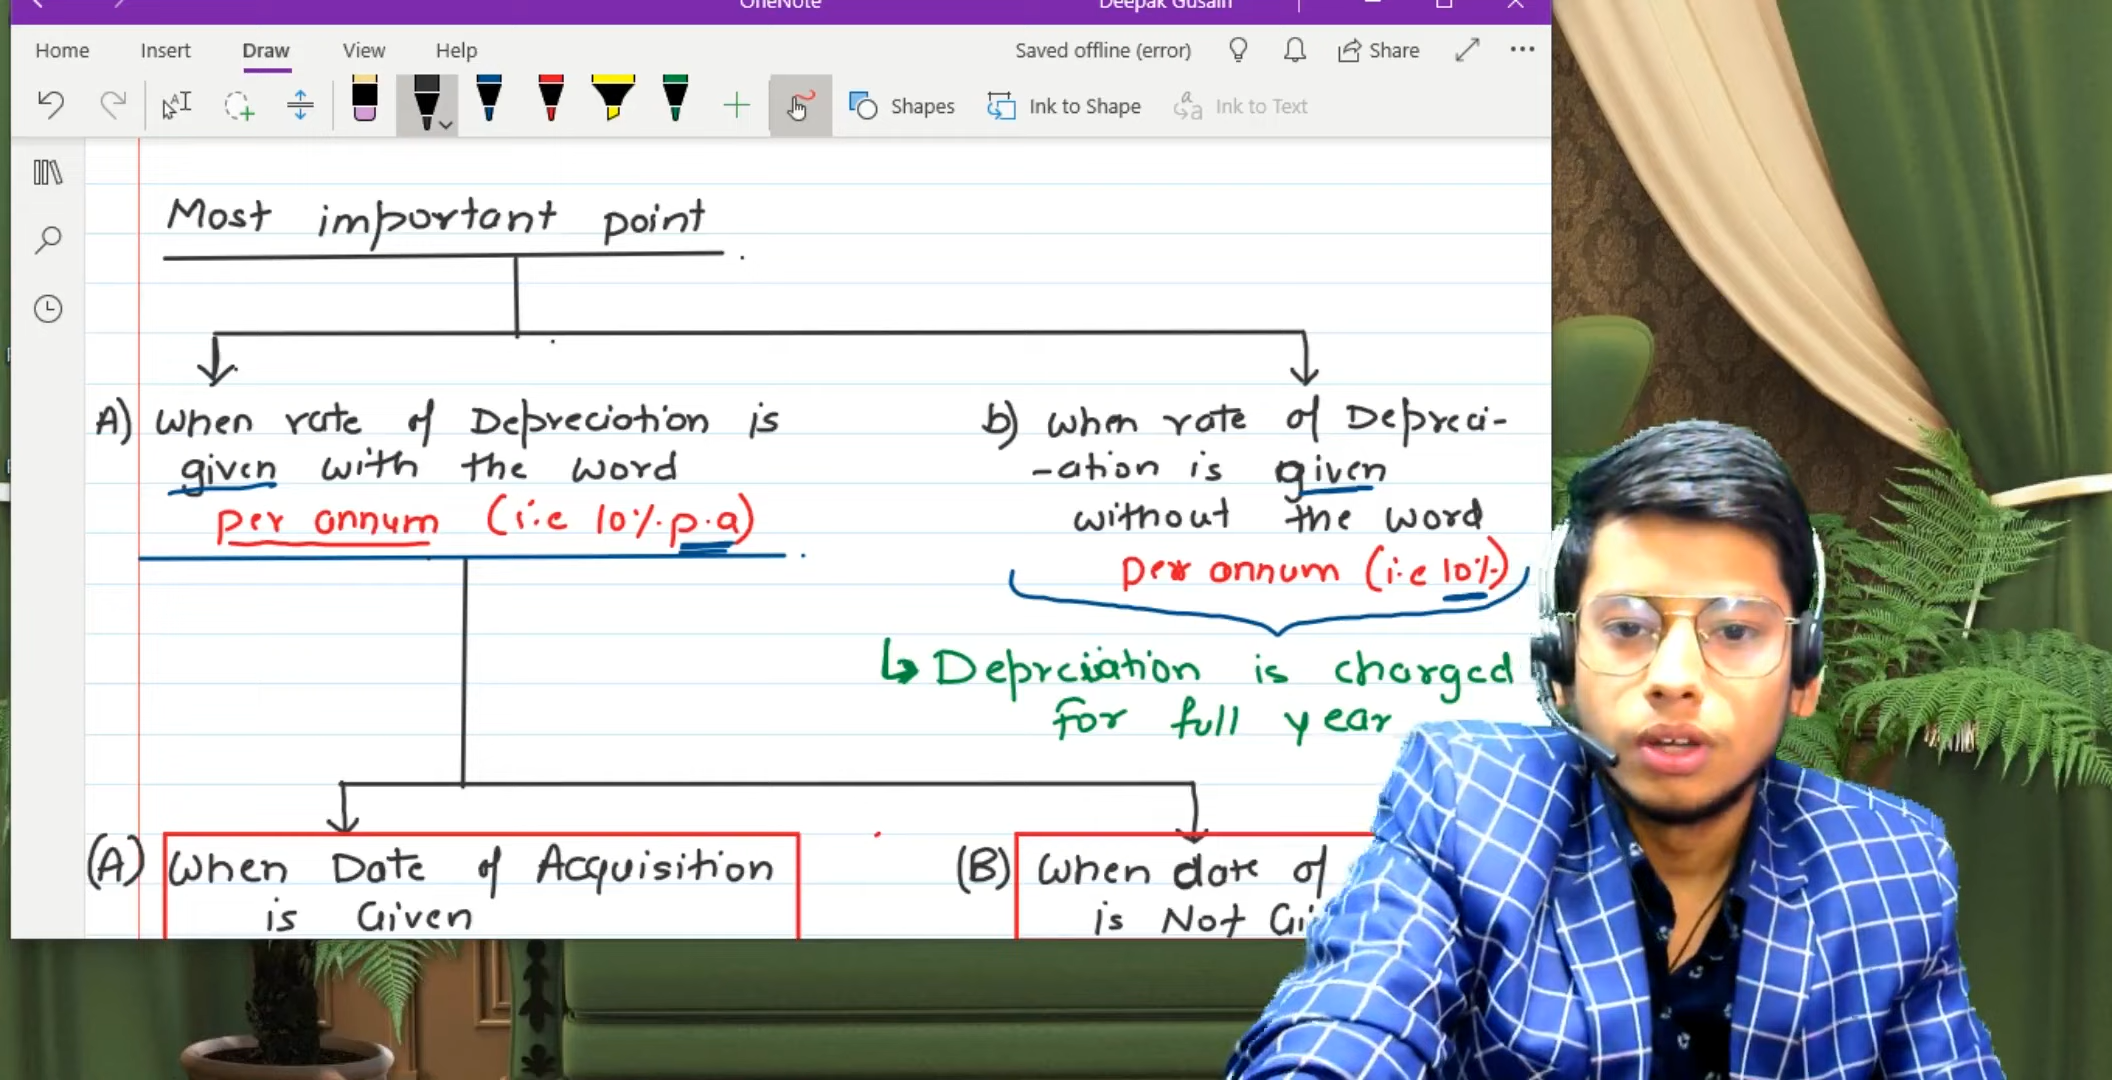 OneNote
Deepak Gusain
Home Insert Draw View Help
Saved offline (error) Share
Shapes Ink to Shape Ink to Text
Most important point
A) When rate of Depreciation is
given with the word
per annum (i.e 10% p.a)
b) when rate of Depreci-
-ation is given
without the word
per annum (i.e 10%)
↳ Depreciation is charged
for full year
(A) When Date of Acquisition
is Given
(B) When date of
is Not Gi